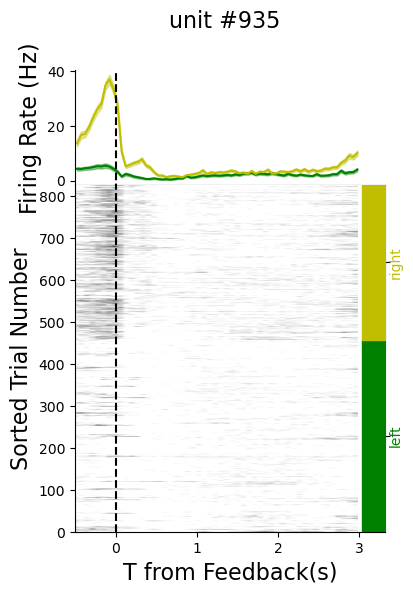 unit #935
Firing Rate (Hz)
40
20
0
Sorted Trial Number
800
700
600
500
400
300
200
100
0
right
left
0
1
2
3
T from Feedback(s)